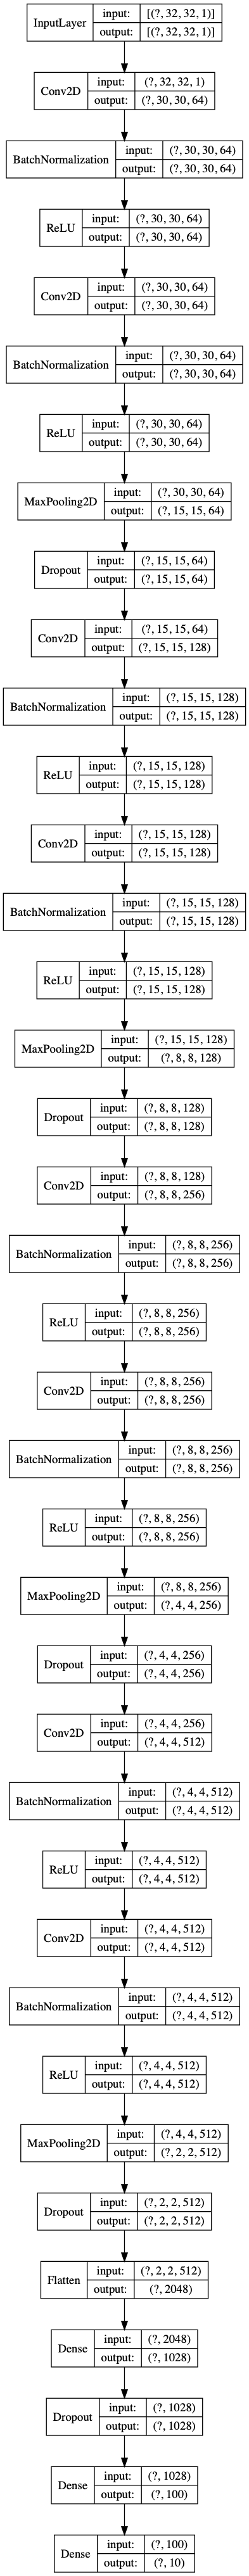 InputLayer
input: [(?, 32, 32, 1)]
output: [(?, 32, 32, 1)]
Conv2D
input: (?, 32, 32, 1)
output: (?, 30, 30, 64)
BatchNormalization
input: (?, 30, 30, 64)
output: (?, 30, 30, 64)
ReLU
input: (?, 30, 30, 64)
output: (?, 30, 30, 64)
Conv2D
input: (?, 30, 30, 64)
output: (?, 30, 30, 64)
BatchNormalization
input: (?, 30, 30, 64)
output: (?, 30, 30, 64)
ReLU
input: (?, 30, 30, 64)
output: (?, 30, 30, 64)
MaxPooling2D
input: (?, 30, 30, 64)
output: (?, 15, 15, 64)
Dropout
input: (?, 15, 15, 64)
output: (?, 15, 15, 64)
Conv2D
input: (?, 15, 15, 64)
output: (?, 15, 15, 128)
BatchNormalization
input: (?, 15, 15, 128)
output: (?, 15, 15, 128)
ReLU
input: (?, 15, 15, 128)
output: (?, 15, 15, 128)
Conv2D
input: (?, 15, 15, 128)
output: (?, 15, 15, 128)
BatchNormalization
input: (?, 15, 15, 128)
output: (?, 15, 15, 128)
ReLU
input: (?, 15, 15, 128)
output: (?, 15, 15, 128)
MaxPooling2D
input: (?, 15, 15, 128)
output: (?, 8, 8, 128)
Dropout
input: (?, 8, 8, 128)
output: (?, 8, 8, 128)
Conv2D
input: (?, 8, 8, 128)
output: (?, 8, 8, 256)
BatchNormalization
input: (?, 8, 8, 256)
output: (?, 8, 8, 256)
ReLU
input: (?, 8, 8, 256)
output: (?, 8, 8, 256)
Conv2D
input: (?, 8, 8, 256)
output: (?, 8, 8, 256)
BatchNormalization
input: (?, 8, 8, 256)
output: (?, 8, 8, 256)
ReLU
input: (?, 8, 8, 256)
output: (?, 8, 8, 256)
MaxPooling2D
input: (?, 8, 8, 256)
output: (?, 4, 4, 256)
Dropout
input: (?, 4, 4, 256)
output: (?, 4, 4, 256)
Conv2D
input: (?, 4, 4, 256)
output: (?, 4, 4, 512)
BatchNormalization
input: (?, 4, 4, 512)
output: (?, 4, 4, 512)
ReLU
input: (?, 4, 4, 512)
output: (?, 4, 4, 512)
Conv2D
input: (?, 4, 4, 512)
output: (?, 4, 4, 512)
BatchNormalization
input: (?, 4, 4, 512)
output: (?, 4, 4, 512)
ReLU
input: (?, 4, 4, 512)
output: (?, 4, 4, 512)
MaxPooling2D
input: (?, 4, 4, 512)
output: (?, 2, 2, 512)
Dropout
input: (?, 2, 2, 512)
output: (?, 2, 2, 512)
Flatten
input: (?, 2, 2, 512)
output: (?, 2048)
Dense
input: (?, 2048)
output: (?, 1028)
Dropout
input: (?, 1028)
output: (?, 1028)
Dense
input: (?, 1028)
output: (?, 100)
Dense
input: (?, 100)
output: (?, 10)